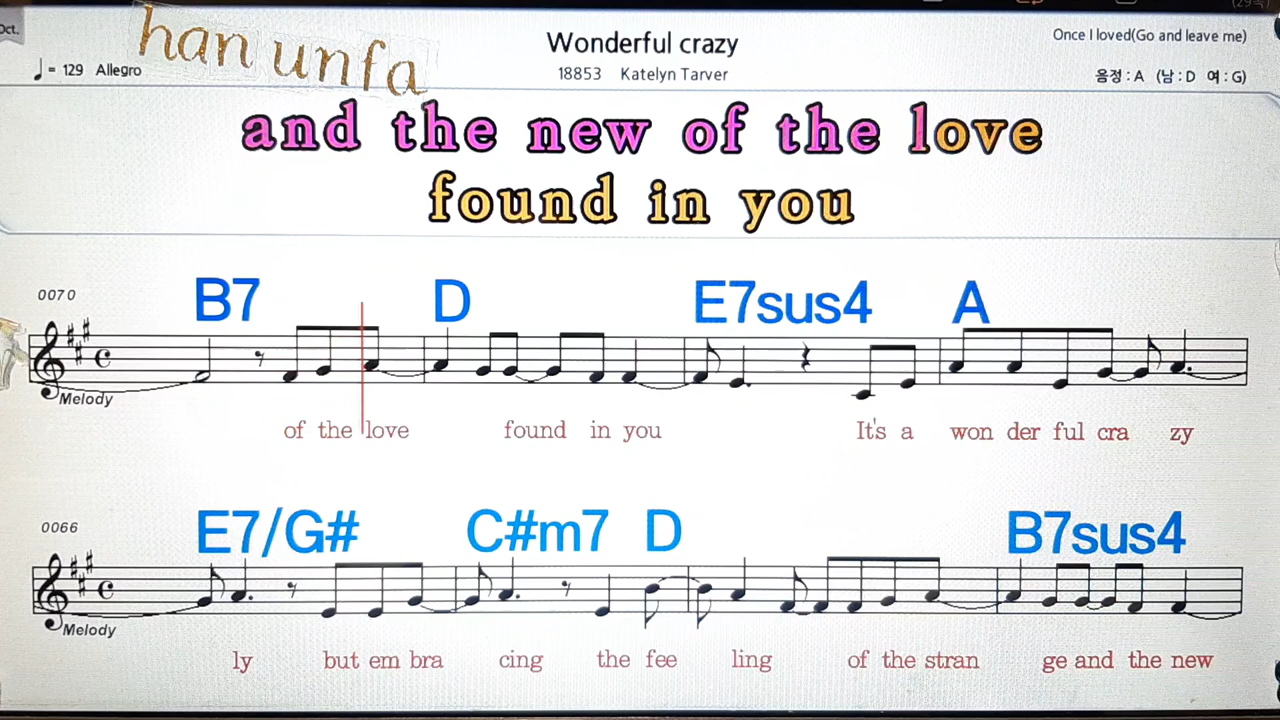 Oct.
han unfa
Wonderful crazy
Once I loved(Go and leave me)
♩= 129 Allegro
18853 Katelyn Tarver
음정 : A (남 : D 여 : G)
and the new of the love
found in you
0070
B7 D E7sus4 A
Melody
of the love found in you It's a won der ful cra zy
0066
E7/G# C#m7 D B7sus4
Melody
ly but em bra cing the fee ling of the stran ge and the new